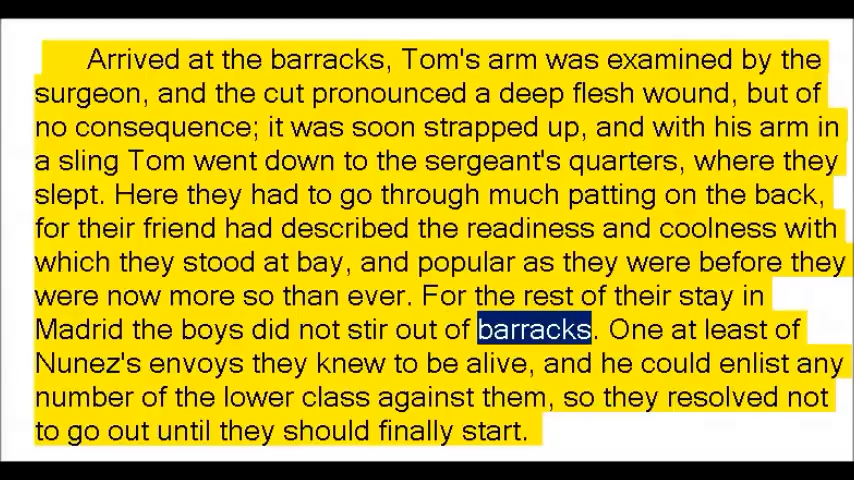 Arrived at the barracks, Tom's arm was examined by the
surgeon, and the cut pronounced a deep flesh wound, but of
no consequence; it was soon strapped up, and with his arm in
a sling Tom went down to the sergeant's quarters, where they
slept. Here they had to go through much patting on the back,
for their friend had described the readiness and coolness with
which they stood at bay, and popular as they were before they
were now more so than ever. For the rest of their stay in
Madrid the boys did not stir out of barracks. One at least of
Nunez's envoys they knew to be alive, and he could enlist any
number of the lower class against them, so they resolved not
to go out until they should finally start.